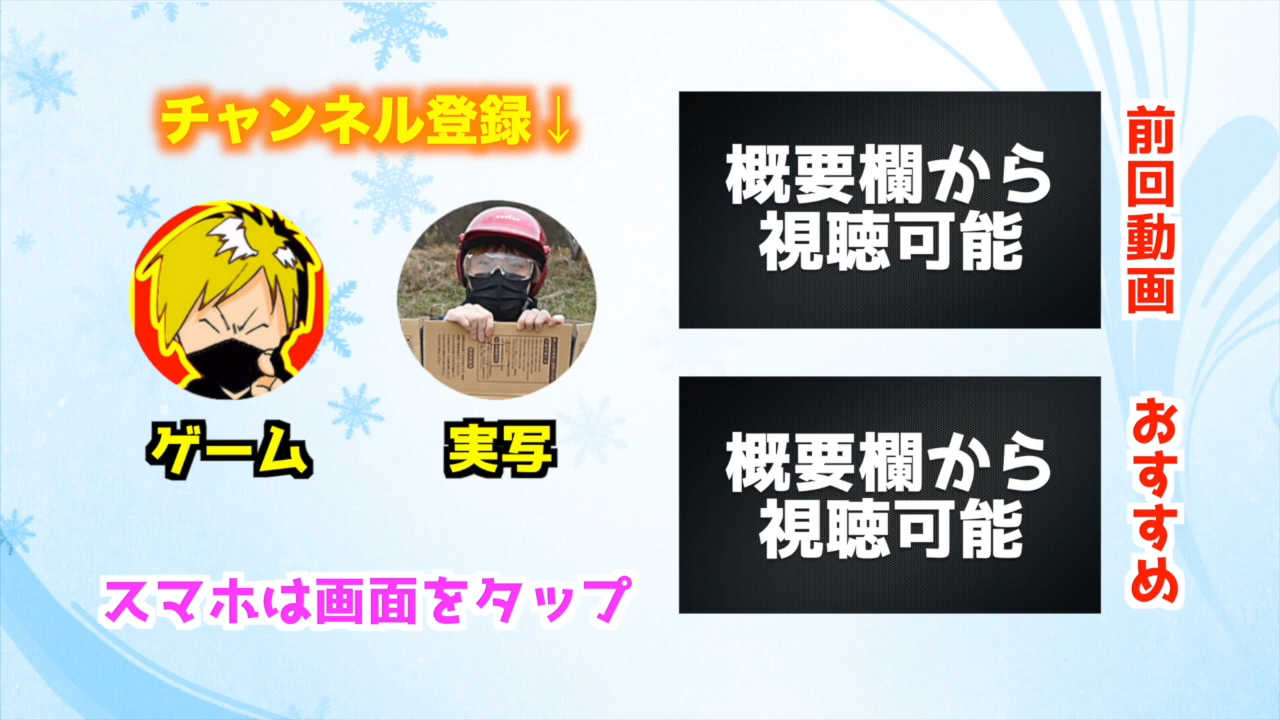 チャンネル登録↓
ゲーム
実写
スマホは画面をタップ
概要欄から
視聴可能
前回動画
概要欄から
視聴可能
おすすめ